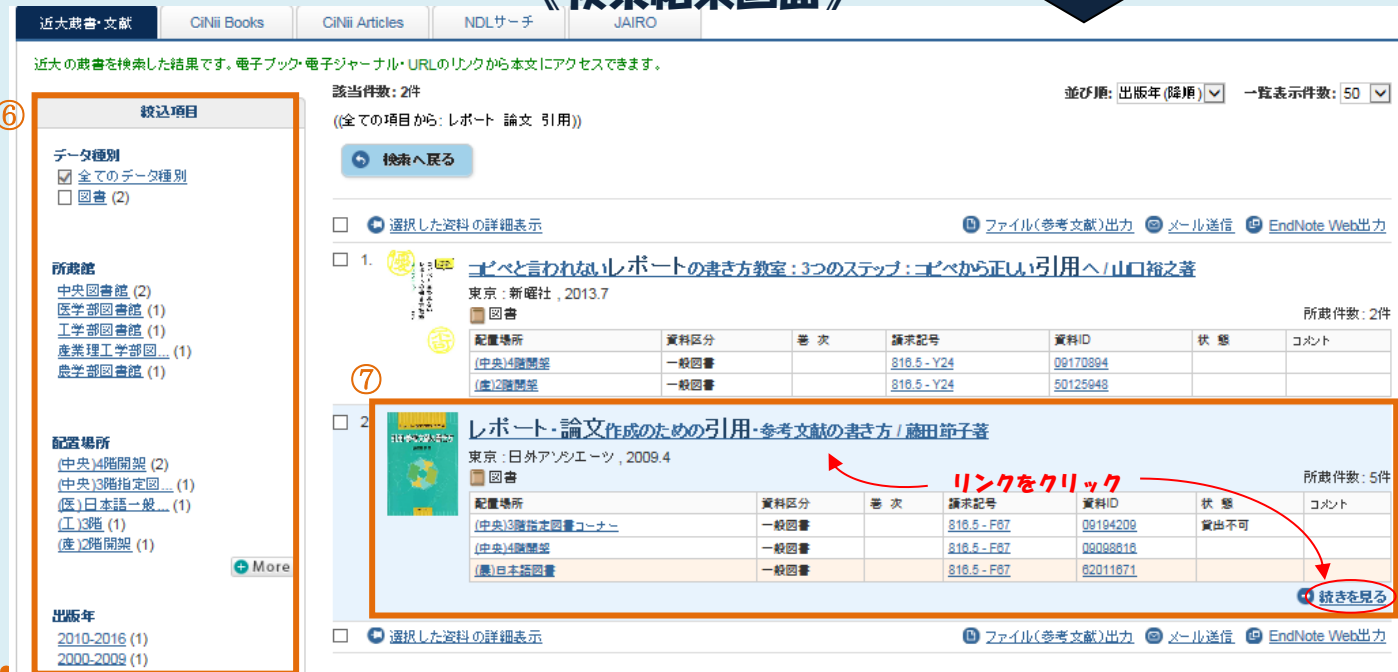 《検索結果画面》
近大蔵書・文献
CiNii Books
CiNii Articles
NDLサーチ
JAIRO
近大の蔵書を検索した結果です。電子ブック・電子ジャーナル・URLのリンクから本文にアクセスできます。
⑥
絞込項目
データ種別
全てのデータ種別
図書 (2)
所蔵館
中央図書館 (2)
医学部図書館 (1)
工学部図書館 (1)
産業理工学部図... (1)
農学部図書館 (1)
配置場所
(中央)4階開架 (2)
(中央)3階指定図... (1)
(医)日本語一般... (1)
(工)3階 (1)
(産)2階開架 (1)
More
出版年
2010-2016 (1)
2000-2009 (1)
該当件数: 2件
並び順: 出版年(降順) 一覧表示件数: 50
((全ての項目から: レポート 論文 引用))
検索へ戻る
選択した資料の詳細表示
ファイル(参考文献)出力 メール送信 EndNote Web出力
1.
コピペと言われないレポートの書き方教室 : 3つのステップ : コピペから正しい引用へ / 山口裕之著
東京 : 新曜社 , 2013.7
図書
所蔵件数: 2件
配置場所 資料区分 巻 次 請求記号 資料ID 状 態 コメント
(中央)4階開架 一般図書 816.5 - Y24 09170894
(産)2階開架 一般図書 816.5 - Y24 50125948
⑦
2
レポート・論文作成のための引用・参考文献の書き方 / 藤田節子著
東京 : 日外アソシエーツ , 2009.4
図書
リンクをクリック
所蔵件数: 5件
配置場所 資料区分 巻 次 請求記号 資料ID 状 態 コメント
(中央)3階指定図書コーナー 一般図書 816.5 - F67 09194209 貸出不可
(中央)4階開架 一般図書 816.5 - F67 09098616
(農)日本語図書 一般図書 816.5 - F67 62011671
続きを見る
選択した資料の詳細表示
ファイル(参考文献)出力 メール送信 EndNote Web出力